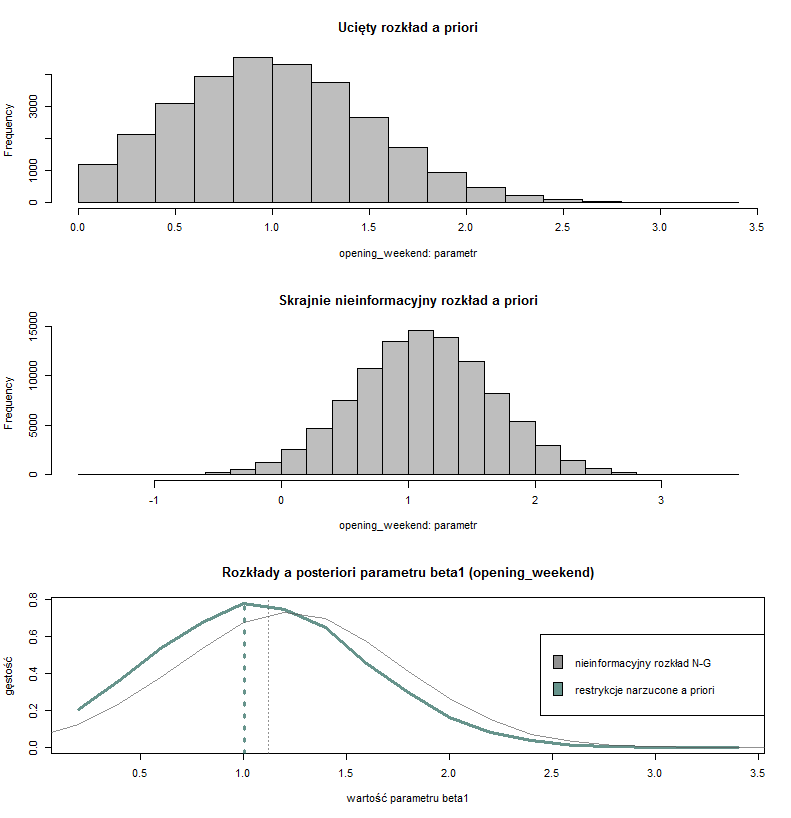 Ucięty rozkład a priori
Frequency
0 1000 3000
0.0 0.5 1.0 1.5 2.0 2.5 3.0 3.5
opening_weekend: parametr
Skrajnie nieinformacyjny rozkład a priori
Frequency
0 5000 10000 15000
-1 0 1 2 3
opening_weekend: parametr
Rozkłady a posteriori parametru beta1 (opening_weekend)
gęstość
0.0 0.2 0.4 0.6 0.8
nieinformacyjny rozkład N-G
restrykcje narzucone a priori
0.5 1.0 1.5 2.0 2.5 3.0 3.5
wartość parametru beta1